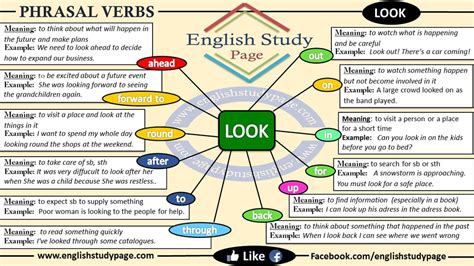 PHRASAL VERBS
LOOK
English Study
Page
Meaning: to think about what will happen
in the future and make plans
Example: We need to look ahead to decide
how to expand our business.
ahead
Meaning: to be excited about a future event
Example: She was looking forward to seeing
the grandchildren again.
forward to
Meaning: to visit a place and look at the
things in it
Example: I want to spend my whole day
looking round the shops at the weekend.
round
Meaning: to take care of sb, sth
Example: It was very difficult to look after
when She was a child Because She was restless..
after
Meaning: to expect sb to supply something
Example: Poor woman is looking to me for help.
to
Meaning: to read something quickly
Example: I've looked through some catalogues.
through
LOOK
out
Meaning: to watch what is happening
and be careful
Example: Look out! There's a car coming!
on
Meaning: to watch something happen
but not become involved in it
Example: A large crowd looked on as
the band played.
in
Meaning: to visit a person or a place
for a short time
Example: Can you look in on the kids
before you go to bed?
for
Meaning: to search for sb or sth
Example: A snowstorm is approaching.
You must look for a safe place.
up
Meaning: to find information (especially in a book)
Example: I can look up his adress in the adress book.
back
Meaning: to think about something that happened in the past
Example: When I look back I can see where we went wrong
www.englishstudypage.com
www.englishstudypage.com
Like
Facebook.com/englishstudypage